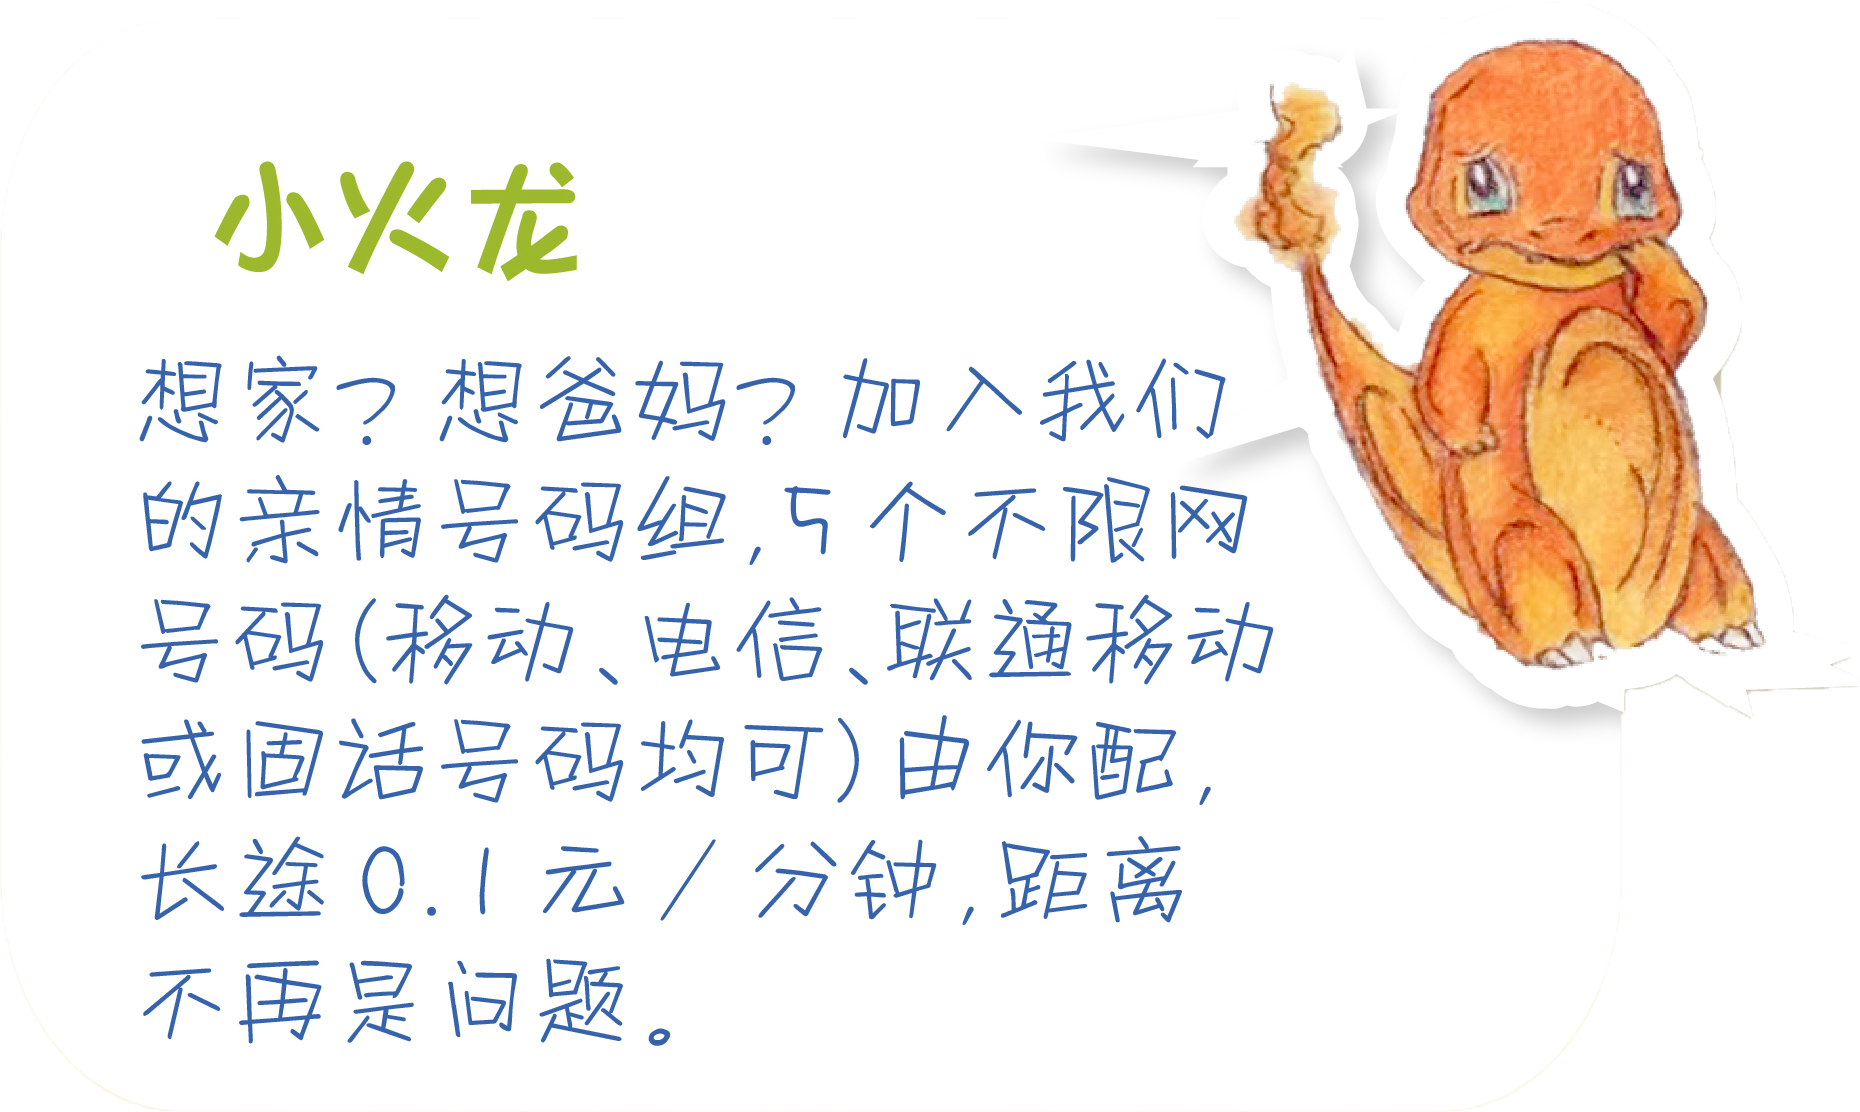 小火龙
想家?想爸妈?加入我们
的亲情号码组,5个不限网
号码(移动、电信、联通移动
或固话号码均可)由你配,
长途0.1元/分钟,距离
不再是问题。